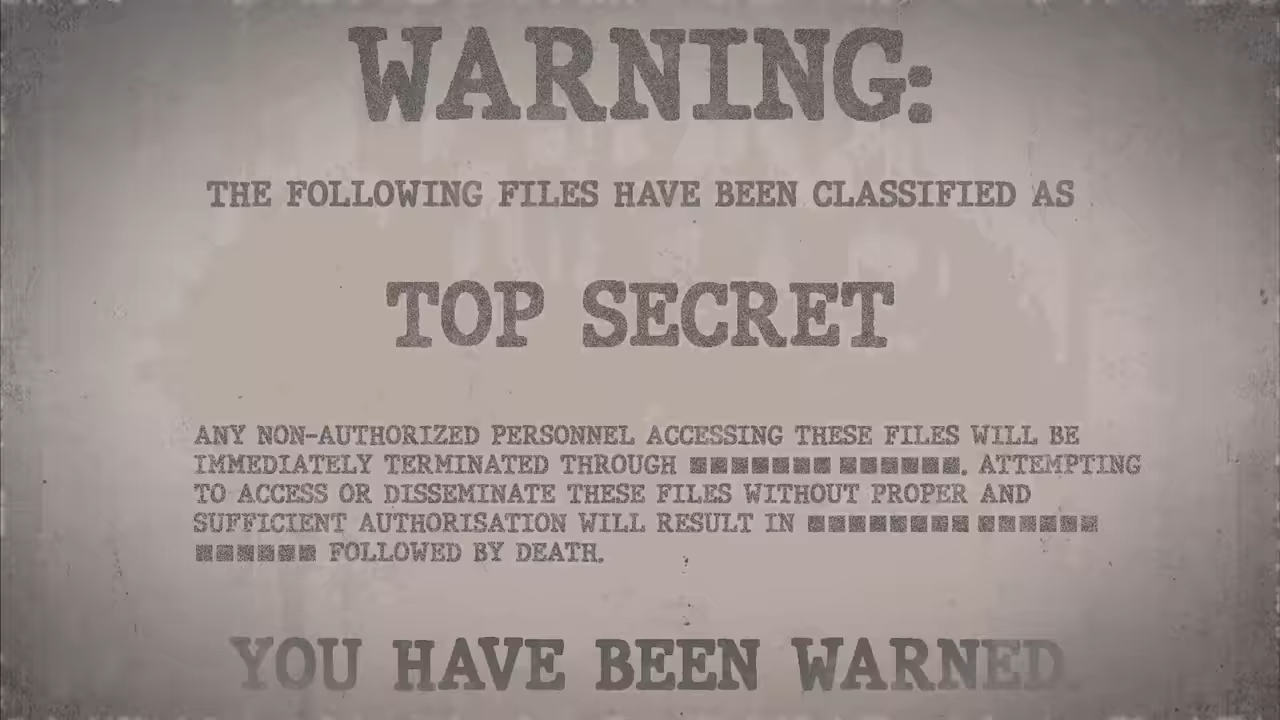 WARNING:
THE FOLLOWING FILES HAVE BEEN CLASSIFIED AS
TOP SECRET
ANY NON-AUTHORIZED PERSONNEL ACCESSING THESE FILES WILL BE
IMMEDIATELY TERMINATED THROUGH ■■■■■■■ ■■■■■■. ATTEMPTING
TO ACCESS OR DISSEMINATE THESE FILES WITHOUT PROPER AND
SUFFICIENT AUTHORISATION WILL RESULT IN ■■■■■■■■ ■■■■■■
■■■■■■ FOLLOWED BY DEATH.
YOU HAVE BEEN WARNED.